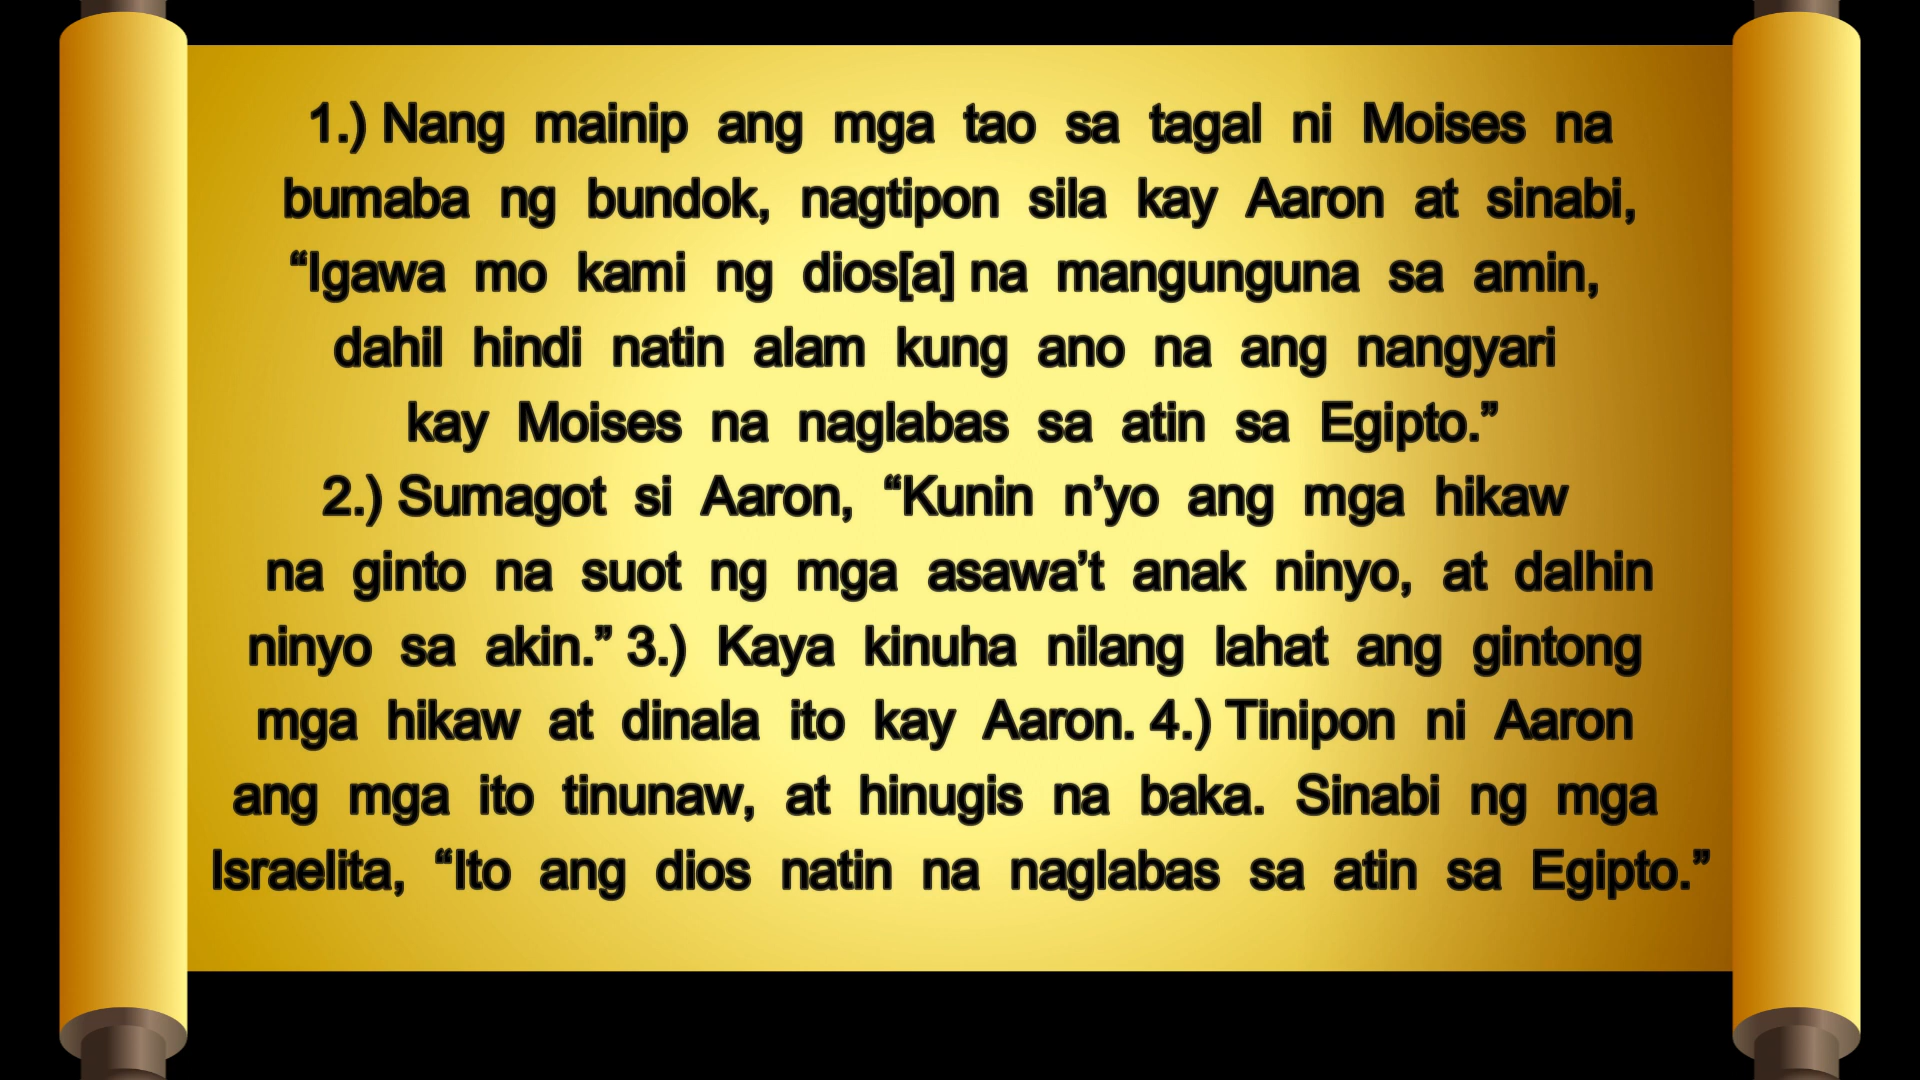 1.) Nang mainip ang mga tao sa tagal ni Moises na
bumaba ng bundok, nagtipon sila kay Aaron at sinabi,
“Igawa mo kami ng dios[a] na mangunguna sa amin,
dahil hindi natin alam kung ano na ang nangyari
kay Moises na naglabas sa atin sa Egipto.”
2.) Sumagot si Aaron, “Kunin n’yo ang mga hikaw
na ginto na suot ng mga asawa’t anak ninyo, at dalhin
ninyo sa akin.” 3.) Kaya kinuha nilang lahat ang gintong
mga hikaw at dinala ito kay Aaron. 4.) Tinipon ni Aaron
ang mga ito tinunaw, at hinugis na baka. Sinabi ng mga
Israelita, “Ito ang dios natin na naglabas sa atin sa Egipto.”